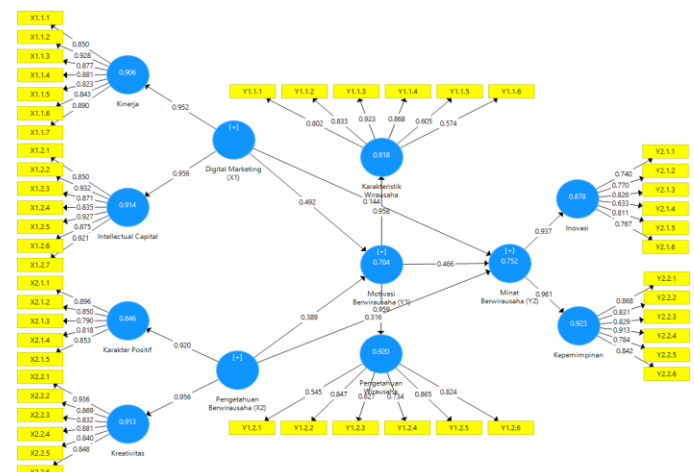 X1.1.1
X1.1.2
X1.1.3
X1.1.4
X1.1.5
X1.1.6
X1.1.7
0.850
0.928
0.877
0.881
0.823
0.843
0.890
0.906
Kinerja
0.952
X1.2.1
X1.2.2
X1.2.3
X1.2.4
X1.2.5
X1.2.6
X1.2.7
0.850
0.932
0.871
0.835
0.927
0.875
0.921
0.914
Intellectual Capital
0.956
[+]
Digital Marketing
(X1)
0.492
0.144
X2.1.1
X2.1.2
X2.1.3
X2.1.4
X2.1.5
0.896
0.850
0.790
0.818
0.853
0.846
Karakter Positif
0.920
X2.2.1
X2.2.2
X2.2.3
X2.2.4
X2.2.5
X2.2.6
0.936
0.869
0.832
0.881
0.840
0.848
0.913
Kreativitas
0.956
[+]
Pengetahuan
Berwirausaha (X2)
0.389
0.316
Y1.1.1
Y1.1.2
Y1.1.3
Y1.1.4
Y1.1.5
Y1.1.6
0.802
0.833
0.923
0.868
0.605
0.574
0.918
Karakteristik
Wirausaha
0.958
[+]
0.704
Motivasi
Berwirausaha (Y1)
0.466
0.959
0.920
Pengetahuan
Wirausaha
0.545
0.847
0.827
0.734
0.865
0.824
Y1.2.1
Y1.2.2
Y1.2.3
Y1.2.4
Y1.2.5
Y1.2.6
[+]
0.752
Minat
Berwirausaha (Y2)
0.937
0.961
0.878
Inovasi
0.740
0.770
0.826
0.633
0.811
0.767
Y2.1.1
Y2.1.2
Y2.1.3
Y2.1.4
Y2.1.5
Y2.1.6
0.923
Kepemimpinan
0.868
0.831
0.829
0.913
0.784
0.842
Y2.2.1
Y2.2.2
Y2.2.3
Y2.2.4
Y2.2.5
Y2.2.6